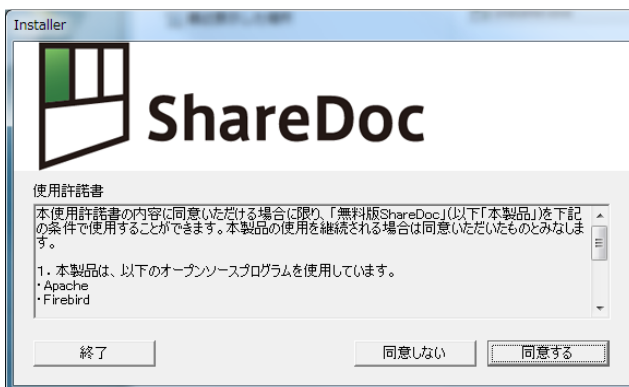 Installer
ShareDoc
使用許諾書
本使用許諾書の内容に同意いただける場合に限り、「無料版ShareDoc」(以下「本製品」)を下記
の条件で使用することができます。本製品の使用を継続される場合は同意いただいたものとみなしま
す。
1．本製品は、以下のオープンソースプログラムを使用しています。
・Apache
・Firebird
終了
同意しない
同意する